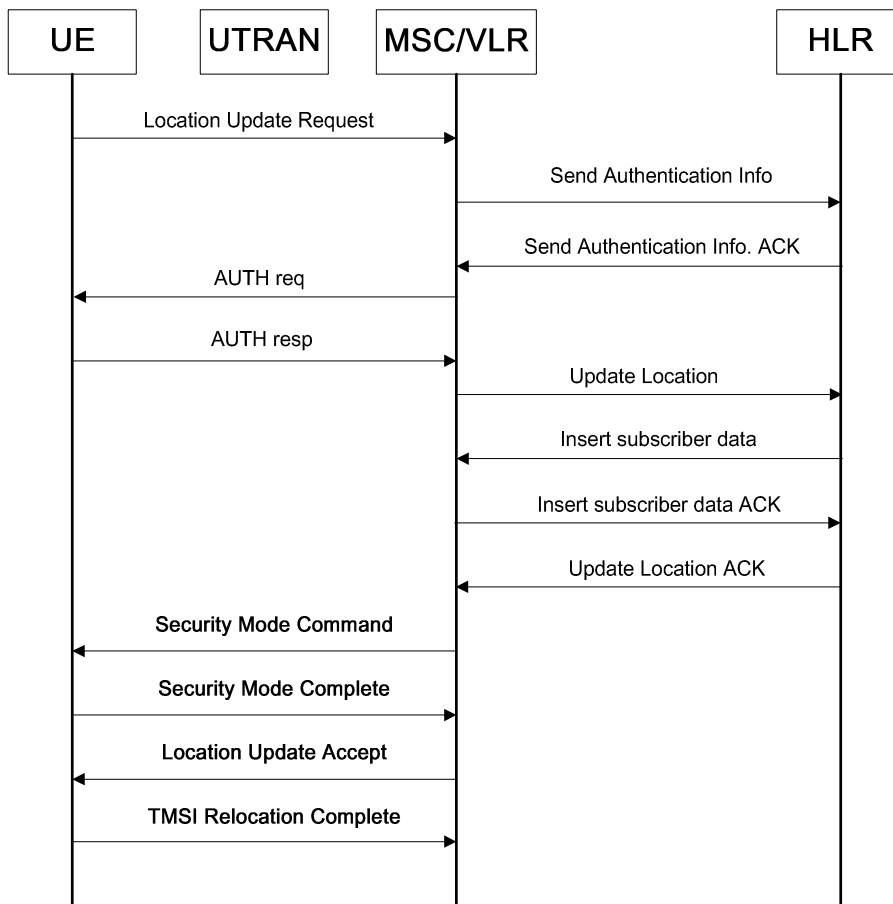 UE
UTRAN
MSC/VLR
HLR
Location Update Request
Send Authentication Info
Send Authentication Info. ACK
AUTH req
AUTH resp
Update Location
Insert subscriber data
Insert subscriber data ACK
Update Location ACK
Security Mode Command
Security Mode Complete
Location Update Accept
TMSI Relocation Complete